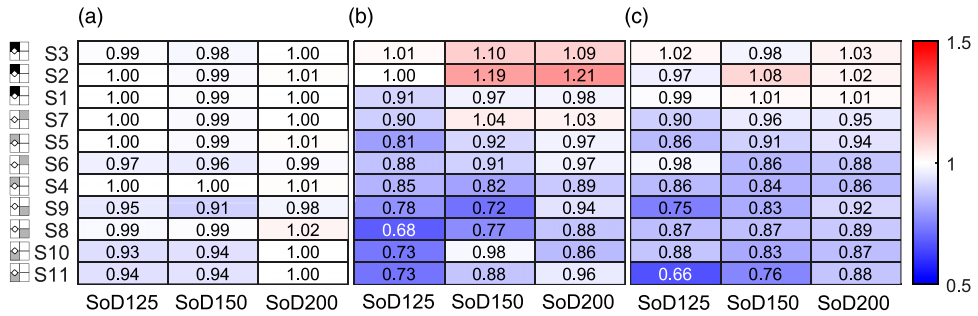 (a) (b) (c)
S3 0.99 0.98 1.00 1.01 1.10 1.09 1.02 0.98 1.03 1.5
S2 1.00 0.99 1.01 1.00 1.19 1.21 0.97 1.08 1.02
S1 1.00 0.99 1.00 0.91 0.97 0.98 0.99 1.01 1.01
S7 1.00 0.99 1.00 0.90 1.04 1.03 0.90 0.96 0.95
S5 1.00 0.99 1.01 0.81 0.92 0.97 0.86 0.91 0.94
S6 0.97 0.96 0.99 0.88 0.91 0.97 0.98 0.86 0.88 1
S4 1.00 1.00 1.01 0.85 0.82 0.89 0.86 0.84 0.86
S9 0.95 0.91 0.98 0.78 0.72 0.94 0.75 0.83 0.92
S8 0.99 0.99 1.02 0.68 0.77 0.88 0.87 0.87 0.89
S10 0.93 0.94 1.00 0.73 0.98 0.86 0.88 0.83 0.87
S11 0.94 0.94 1.00 0.73 0.88 0.96 0.66 0.76 0.88 0.5
SoD125 SoD150 SoD200 SoD125 SoD150 SoD200 SoD125 SoD150 SoD200